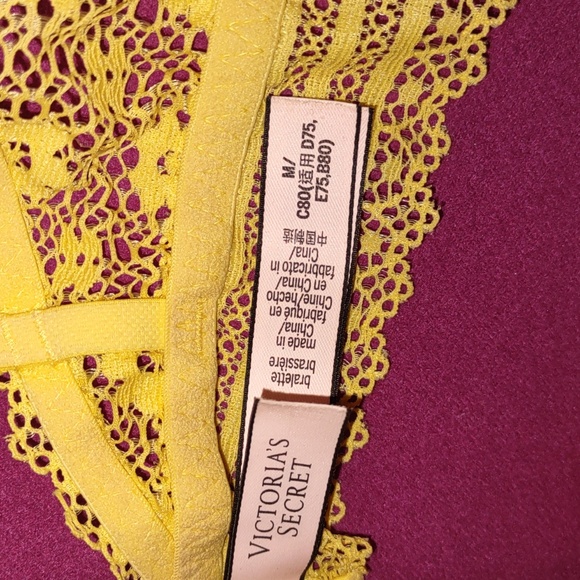 VICTORIA'S
SECRET
M/
C80(适用 D75,
E75,B80)
中国制造
Cina/
fabbricato in
en China/
Chine/hecho
fabriqué en
China/
made in
brassière
bralette